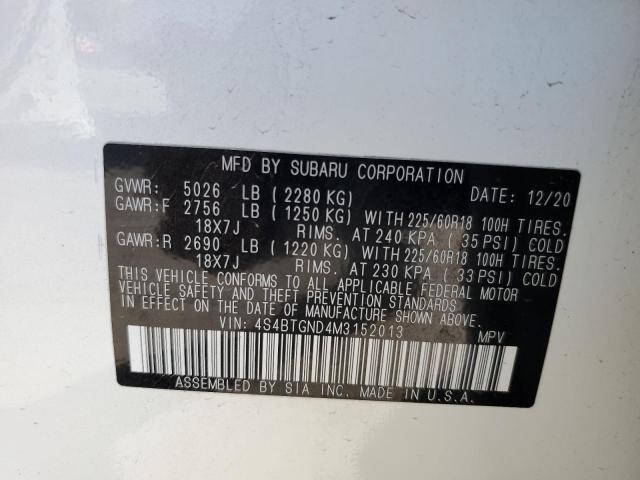 MFD BY SUBARU CORPORATION
GVWR: 5026 LB (2280 KG) DATE: 12/20
GAWR:F 2756 LB (1250 KG) WITH 225/60R18 100H TIRES.
18X7J RIMS. AT 240 KPA (35 PSI) COLD
GAWR:R 2690 LB (1220 KG) WITH 225/60R18 100H TIRES.
18X7J RIMS. AT 230 KPA (33 PSI) COLD
THIS VEHICLE CONFORMS TO ALL APPLICABLE FEDERAL MOTOR
VEHICLE SAFETY AND THEFT PREVENTION STANDARDS
IN EFFECT ON THE DATE OF MANUFACTURE SHOWN ABOVE.
VIN: 4S4BTGND4M3152013 MPV
ASSEMBLED BY SIA INC. MADE IN U.S.A.